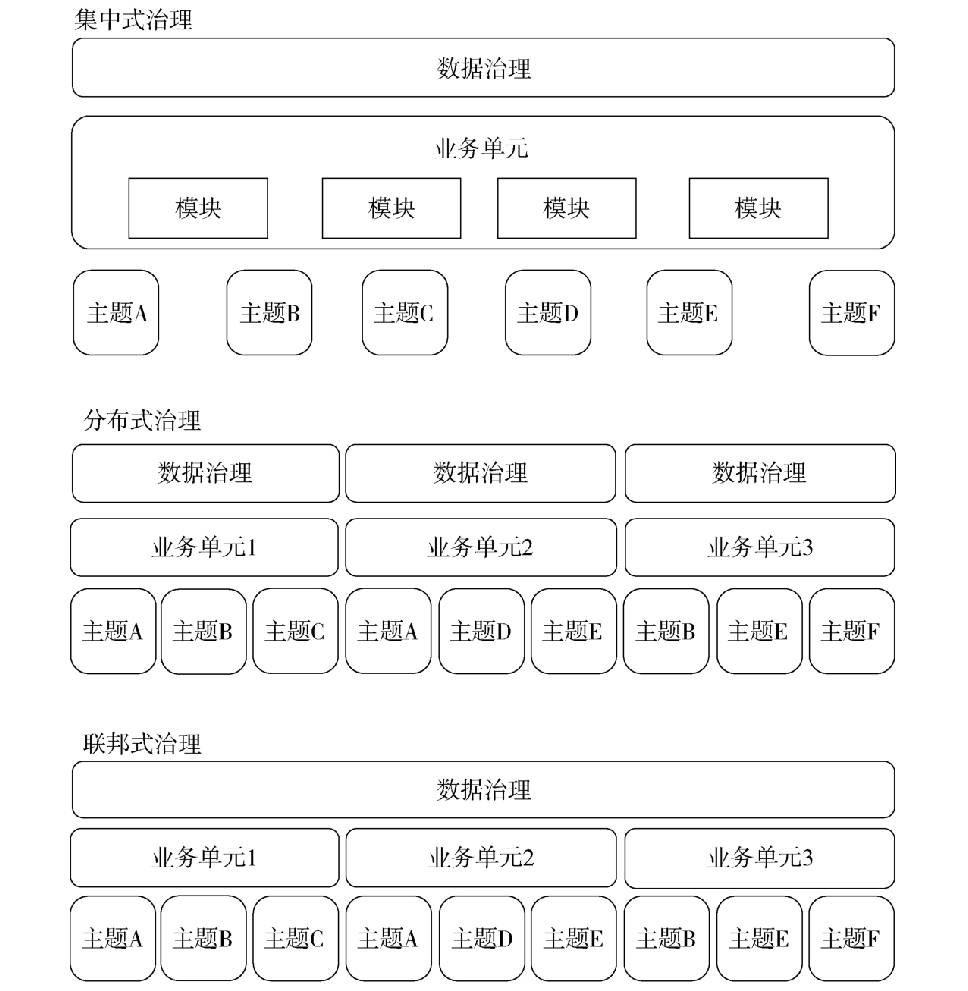 集中式治理
数据治理
业务单元
模块 模块 模块 模块
主题A 主题B 主题C 主题D 主题E 主题F
分布式治理
数据治理 数据治理 数据治理
业务单元1 业务单元2 业务单元3
主题A 主题B 主题C 主题A 主题D 主题E 主题B 主题E 主题F
联邦式治理
数据治理
业务单元1 业务单元2 业务单元3
主题A 主题B 主题C 主题A 主题D 主题E 主题B 主题E 主题F